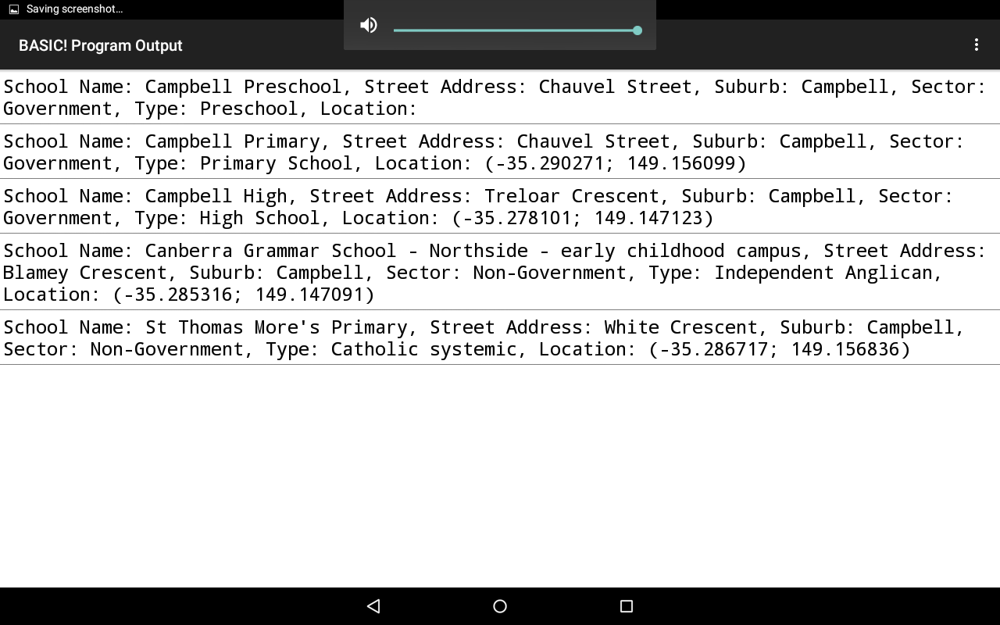 Saving screenshot...
BASIC! Program Output
School Name: Campbell Preschool, Street Address: Chauvel Street, Suburb: Campbell, Sector:
Government, Type: Preschool, Location:
School Name: Campbell Primary, Street Address: Chauvel Street, Suburb: Campbell, Sector:
Government, Type: Primary School, Location: (-35.290271; 149.156099)
School Name: Campbell High, Street Address: Treloar Crescent, Suburb: Campbell, Sector:
Government, Type: High School, Location: (-35.278101; 149.147123)
School Name: Canberra Grammar School - Northside - early childhood campus, Street Address:
Blamey Crescent, Suburb: Campbell, Sector: Non-Government, Type: Independent Anglican,
Location: (-35.285316; 149.147091)
School Name: St Thomas More's Primary, Street Address: White Crescent, Suburb: Campbell,
Sector: Non-Government, Type: Catholic systemic, Location: (-35.286717; 149.156836)